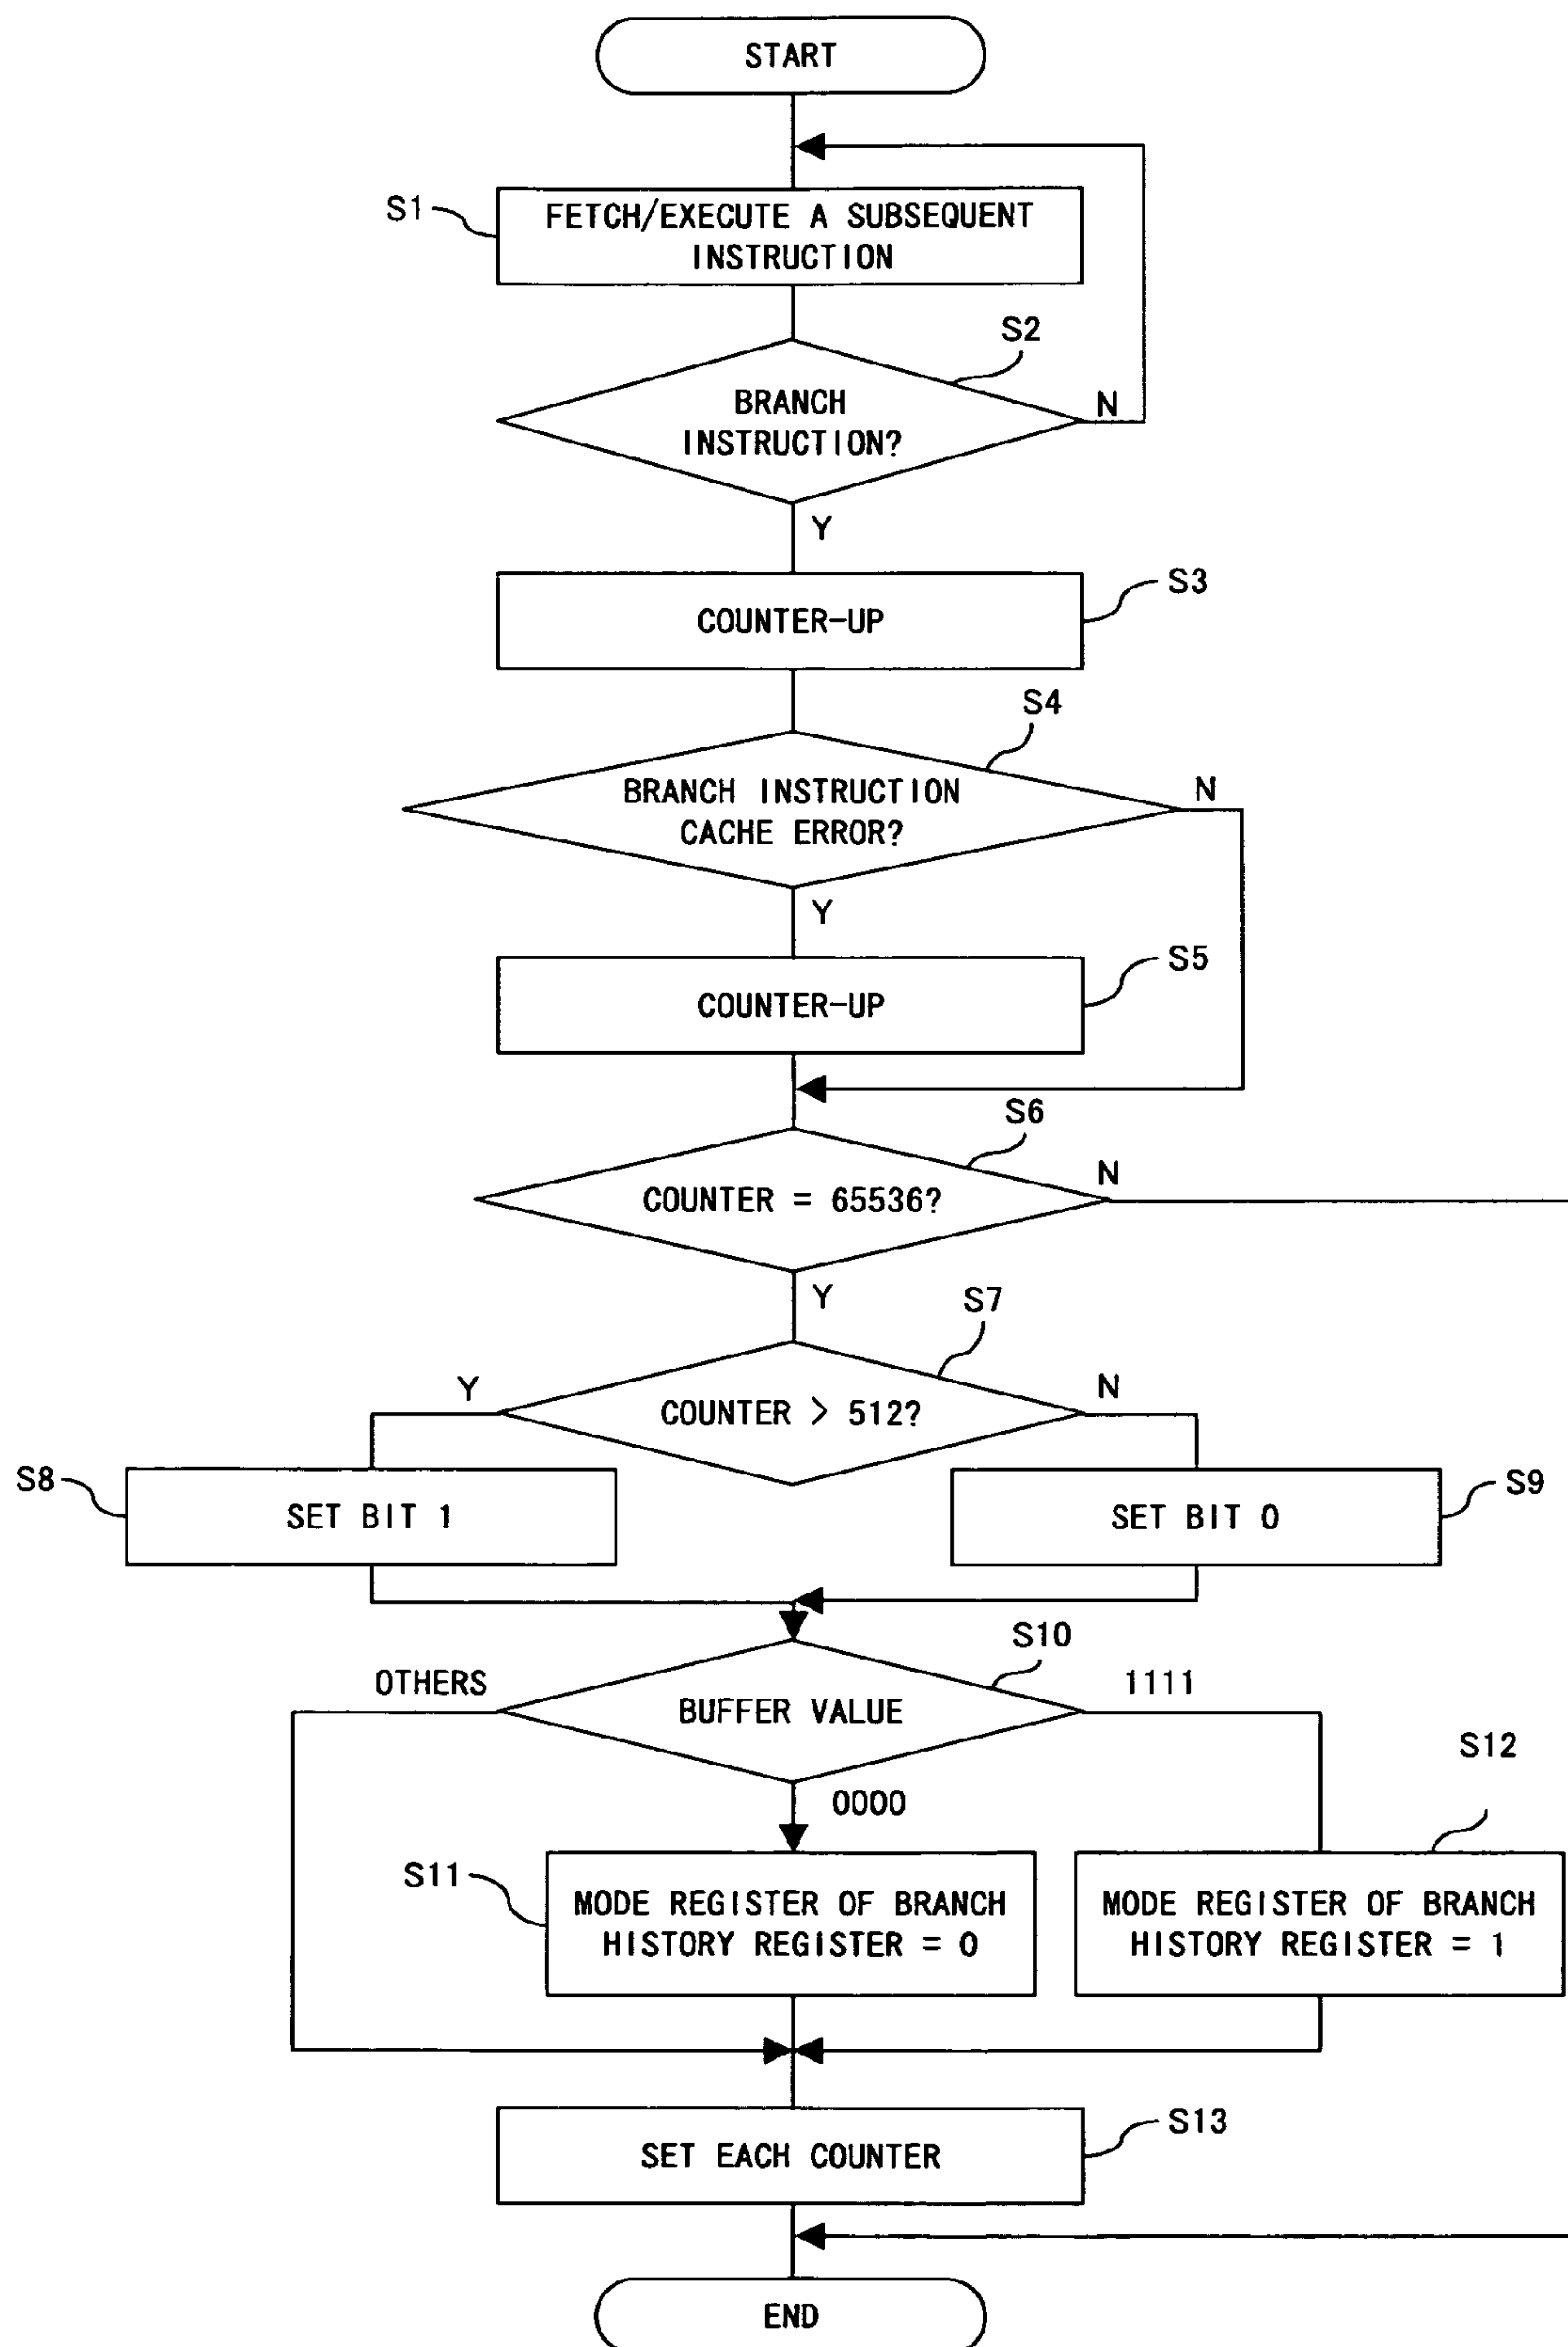 START
S1
FETCH/EXECUTE A SUBSEQUENT
INSTRUCTION
S2
BRANCH
INSTRUCTION?
N
Y
S3
COUNTER-UP
S4
BRANCH INSTRUCTION
CACHE ERROR?
N
Y
S5
COUNTER-UP
S6
COUNTER = 65536?
N
Y
S7
COUNTER > 512?
Y
N
S8
SET BIT 1
SET BIT 0
S9
S10
OTHERS
BUFFER VALUE
1111
0000
S12
S11
MODE REGISTER OF BRANCH
HISTORY REGISTER = 0
MODE REGISTER OF BRANCH
HISTORY REGISTER = 1
S13
SET EACH COUNTER
END